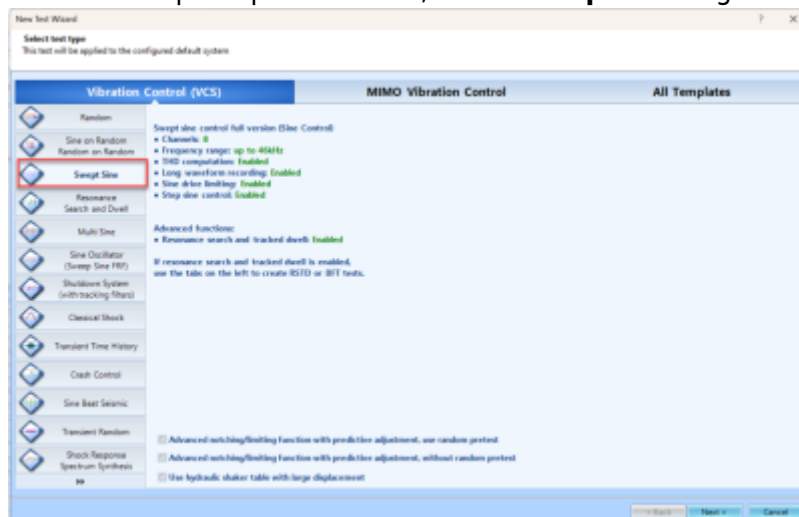 New Test Wizard
? X
Select test type
This test will be applied to the configured default system
Vibration Control (VCS)
MIMO Vibration Control
All Templates
Random
Sine on Random
Random on Random
Swept Sine
Resonance
Search and Dwell
Multi Sine
Sine Oscillator
(Sweep Sine FRF)
Shutdown System
(with tracking filters)
Classical Shock
Transient Time History
Crash Control
Sine Beat Seismic
Transient Random
Shock Response
Spectrum Synthesis
Swept sine control full version (Sine Control)
Channels: 8
Frequency range: up to 46kHz
THD computation: Enabled
Long waveform recording: Enabled
Sine drive limiting: Enabled
Step sine control: Enabled
Advanced functions:
Resonance search and tracked dwell: Enabled
If resonance search and tracked dwell is enabled,
use the tabs on the left to create RSTD or BFT tests.
Advanced notching/limiting function with predictive adjustment, use random pretest
Advanced notching/limiting function with predictive adjustment, without random pretest
Use hydraulic shaker table with large displacement
< Back
Next >
Cancel